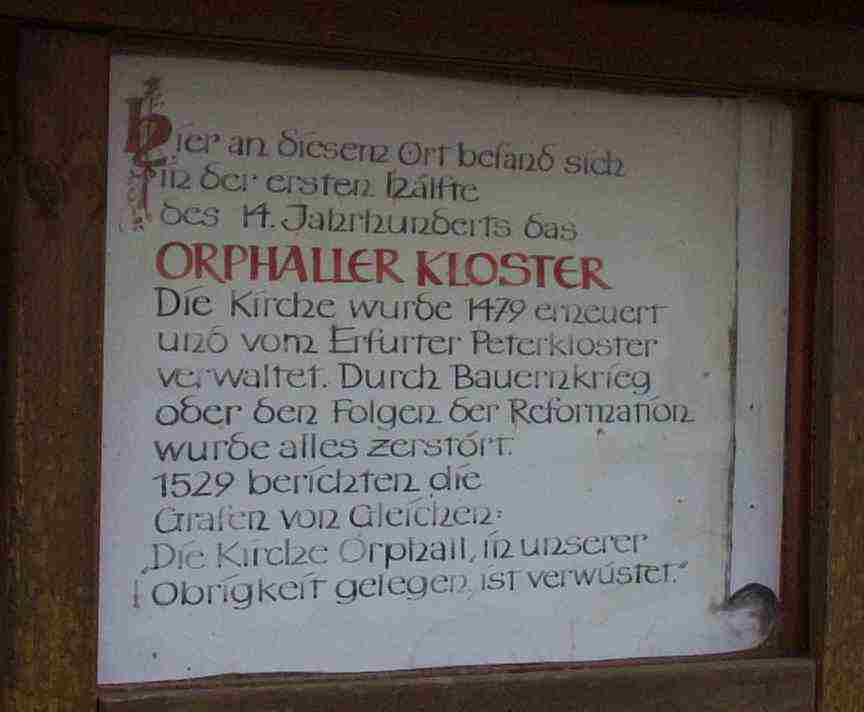 Hier an diesem Ort befand sich
in der ersten Hälfte
des 14. Jahrhunderts das
ORPHALLER KLOSTER
Die Kirche wurde 1479 erneuert
und vom Erfurter Peterkloster
verwaltet. Durch Bauernkrieg
oder den Folgen der Reformation
wurde alles zerstört.
1529 berichten die
Grafen von Gleichen:
„Die Kirche Orphall, in unserer
Obrigkeit gelegen, ist verwüstet.“